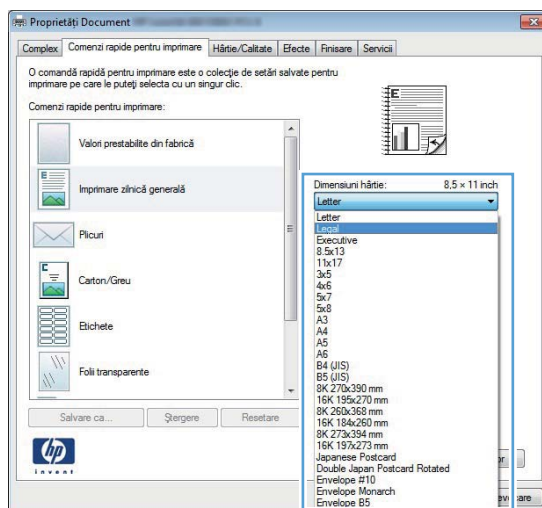 Proprietăți Document
Complex
Comenzi rapide pentru imprimare
Hârtie/Calitate
Efecte
Finisare
Servicii
O comandă rapidă pentru imprimare este o colecție de setări salvate pentru
imprimare pe care le puteți selecta cu un singur clic.
Comenzi rapide pentru imprimare:
Valori prestabilite din fabrică
Imprimare zilnică generală
Plicuri
Carton/Greu
Etichete
Folii transparente
Salvare ca...
Ștergere
Resetare
hp
invent
E
E
C
Dimensiuni hârtie: 8,5 × 11 inch
Letter
Letter
Legal
Executive
8.5x13
11x17
3x5
4x6
5x7
5x8
A3
A4
A5
A6
B4 (JIS)
B5 (JIS)
8K 270x390 mm
16K 195x270 mm
8K 260x368 mm
16K 184x260 mm
8K 273x394 mm
16K 197x273 mm
Japanese Postcard
Double Japan Postcard Rotated
Envelope #10
Envelope Monarch
Envelope B5